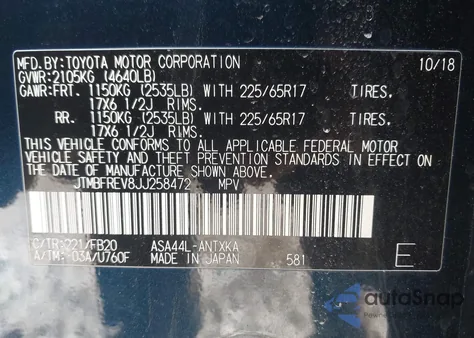 MFD.BY:TOYOTA MOTOR CORPORATION 10/18
GVWR:2105KG (4640LB)
GAWR:FRT. 1150KG (2535LB) WITH 225/65R17 TIRES.
17X6 1/2J RIMS.
RR. 1150KG (2535LB) WITH 225/65R17 TIRES.
17X6 1/2J RIMS.
THIS VEHICLE CONFORMS TO ALL APPLICABLE FEDERAL MOTOR
VEHICLE SAFETY AND THEFT PREVENTION STANDARDS IN EFFECT ON
THE DATE OF MANUFACTURE SHOWN ABOVE.
JTMBFREV8JJ258472 MPV
C/TR:221/FB20 ASA44L-ANTXKA
A/TM:-03A/U760F MADE IN JAPAN 581 E
autoSnap